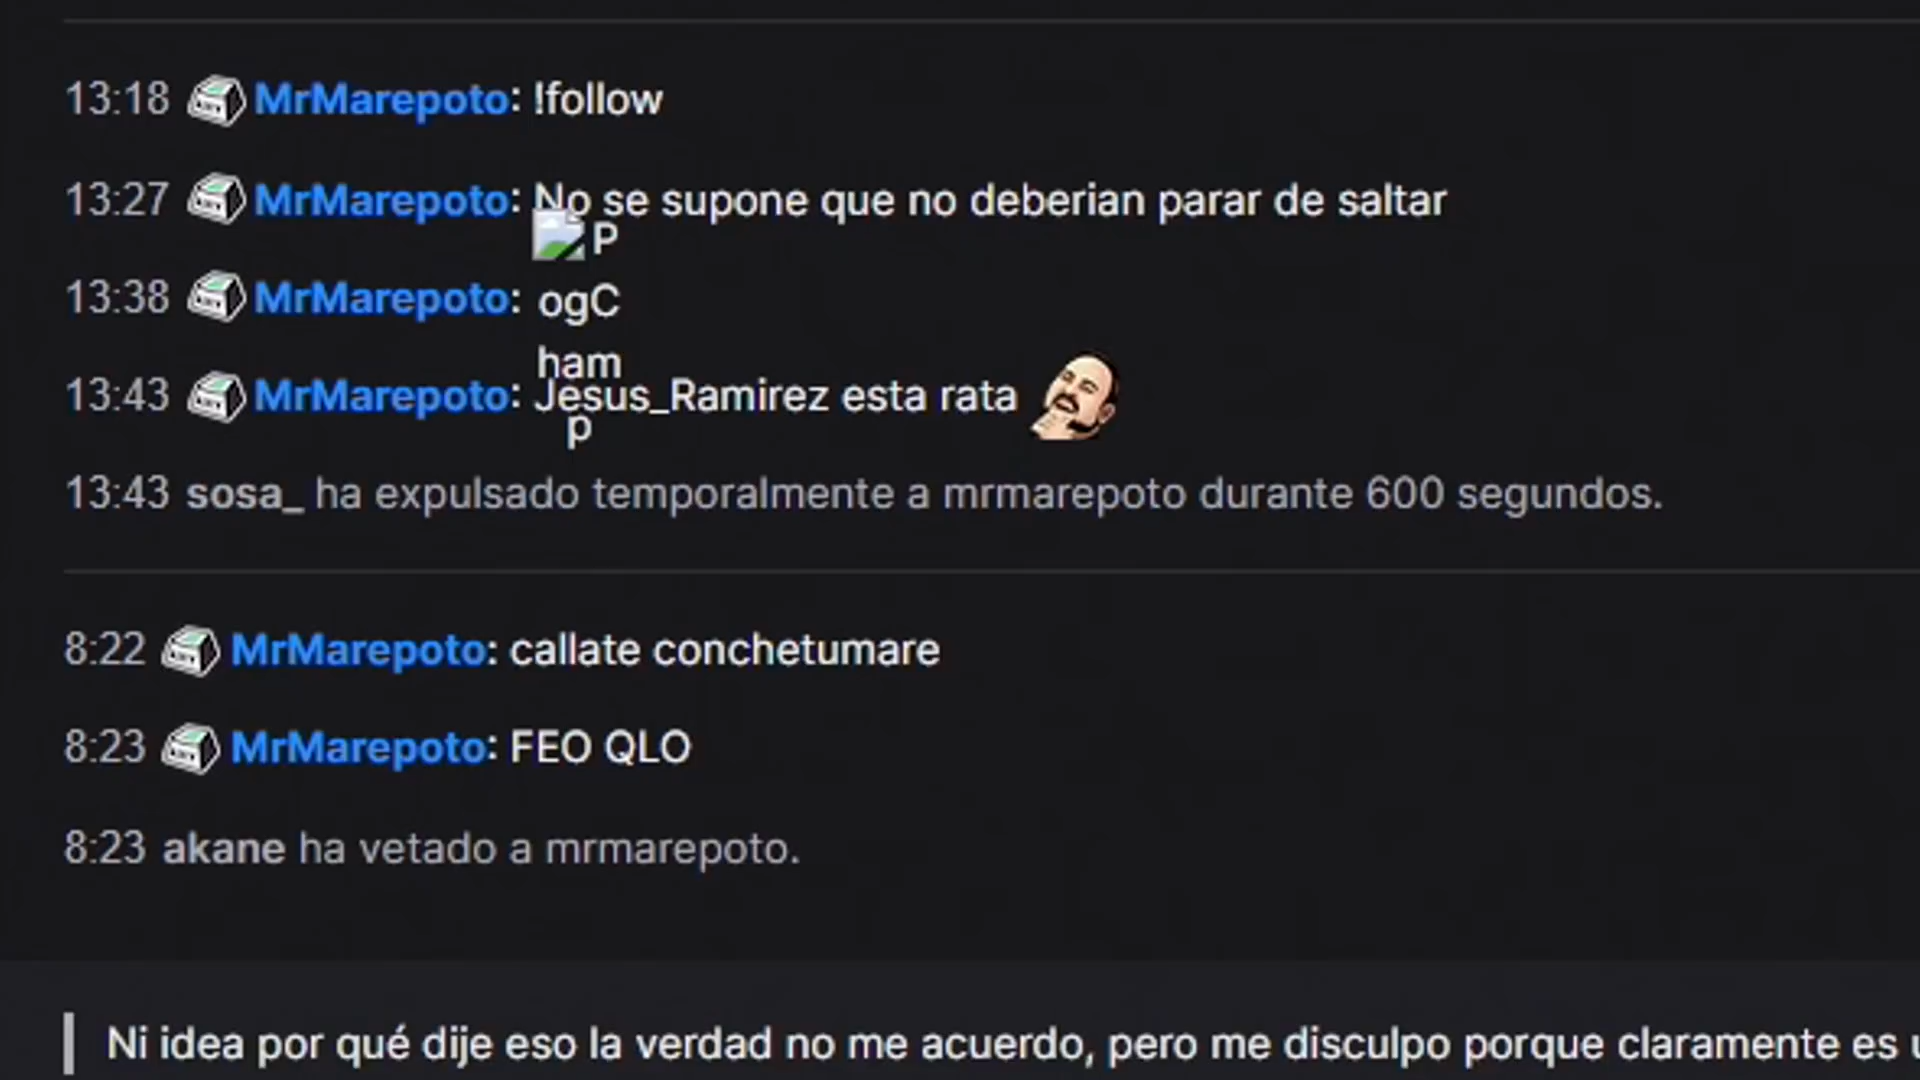 13:18 MrMarepoto: !follow
13:27 MrMarepoto: No se supone que no deberian parar de saltar
13:38 MrMarepoto: PogChamp
13:43 MrMarepoto: Jesus_Ramirez esta rata
13:43 sosa_ ha expulsado temporalmente a mrmarepoto durante 600 segundos.
8:22 MrMarepoto: callate conchetumare
8:23 MrMarepoto: FEO QLO
8:23 akane ha vetado a mrmarepoto.
Ni idea por qué dije eso la verdad no me acuerdo, pero me disculpo porque claramente es